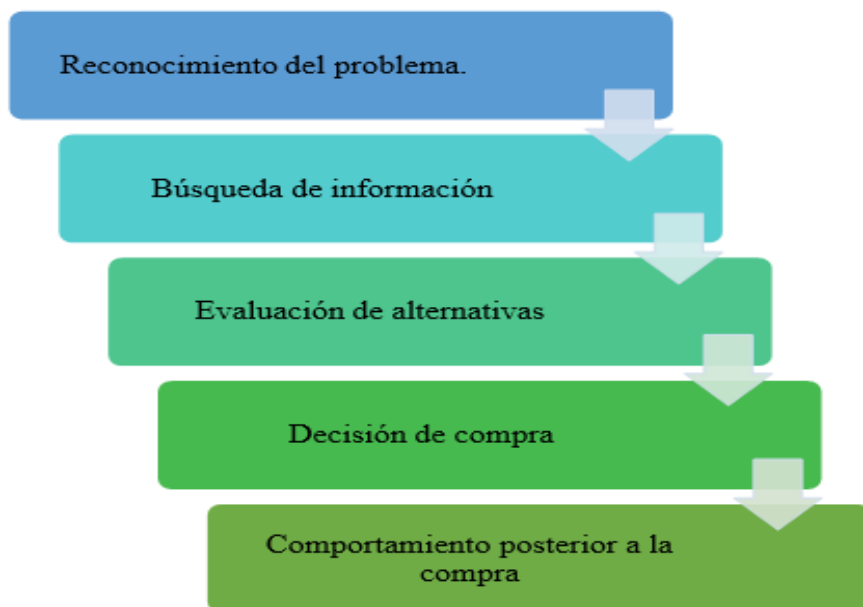 Reconocimiento del problema.
Búsqueda de información
Evaluación de alternativas
Decisión de compra
Comportamiento posterior a la
compra